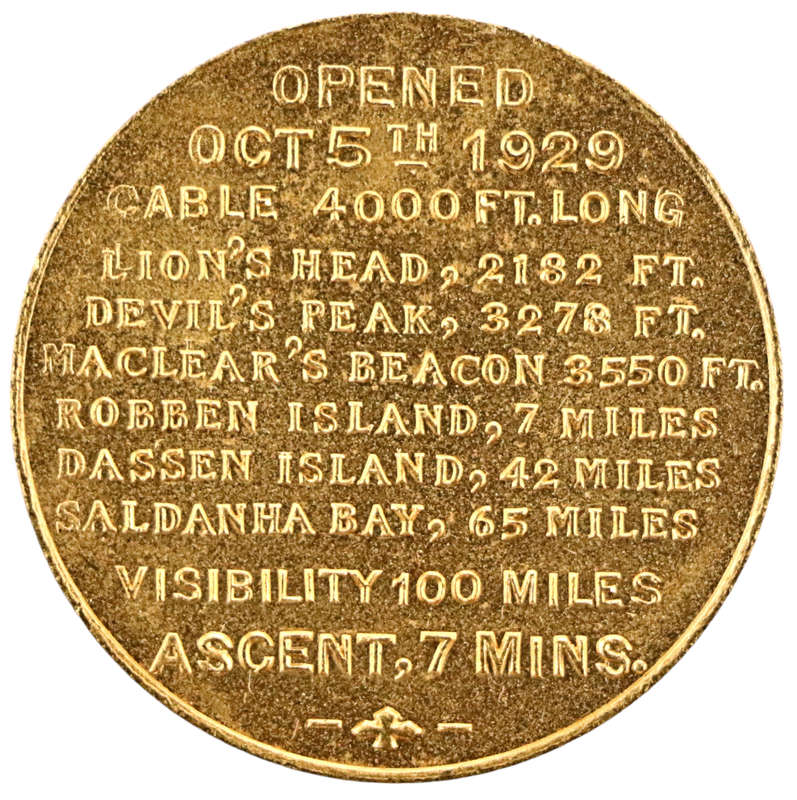 OPENED
OCT 5TH 1929
CABLE 4000 FT. LONG
LION'S HEAD, 2182 FT.
DEVIL'S PEAK, 3278 FT.
MACLEAR'S BEACON 3550 FT.
ROBBEN ISLAND, 7 MILES
DASSEN ISLAND, 42 MILES
SALDANHA BAY, 65 MILES
VISIBILITY 100 MILES
ASCENT, 7 MINS.